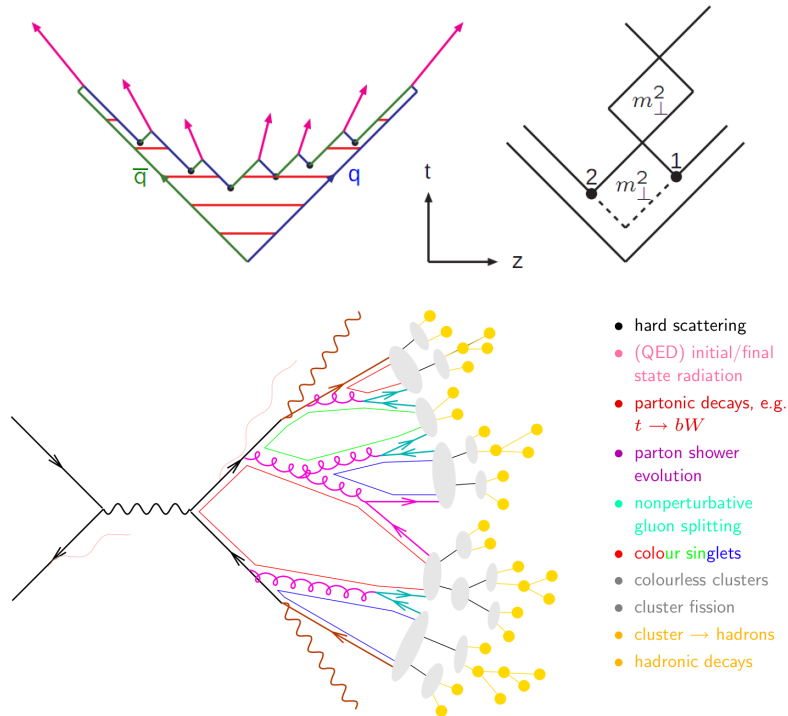 q̅
q
t
z
m²⊥
2
1
m²⊥
hard scattering
(QED) initial/final
state radiation
partonic decays, e.g.
t → bW
parton shower
evolution
nonperturbative
gluon splitting
colour singlets
colourless clusters
cluster fission
cluster → hadrons
hadronic decays